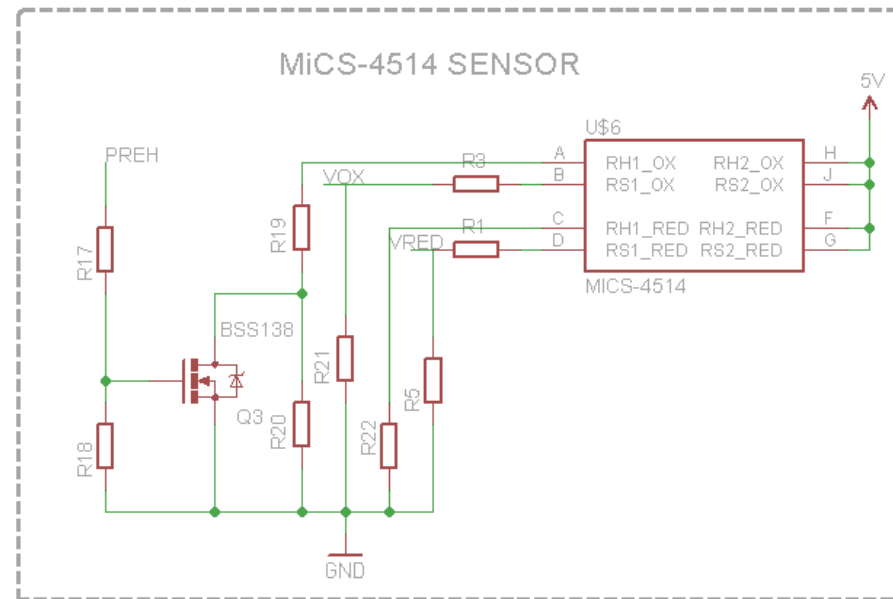 MiCS-4514 SENSOR
5V
U$6
PREH
A RH1_OX RH2_OX H
R3
VOX
B RS1_OX RS2_OX J
R19
C RH1_RED RH2_RED F
R1
VRED
D RS1_RED RS2_RED G
R17
MICS-4514
BSS138
R21
R5
Q3
R20
R22
R18
GND